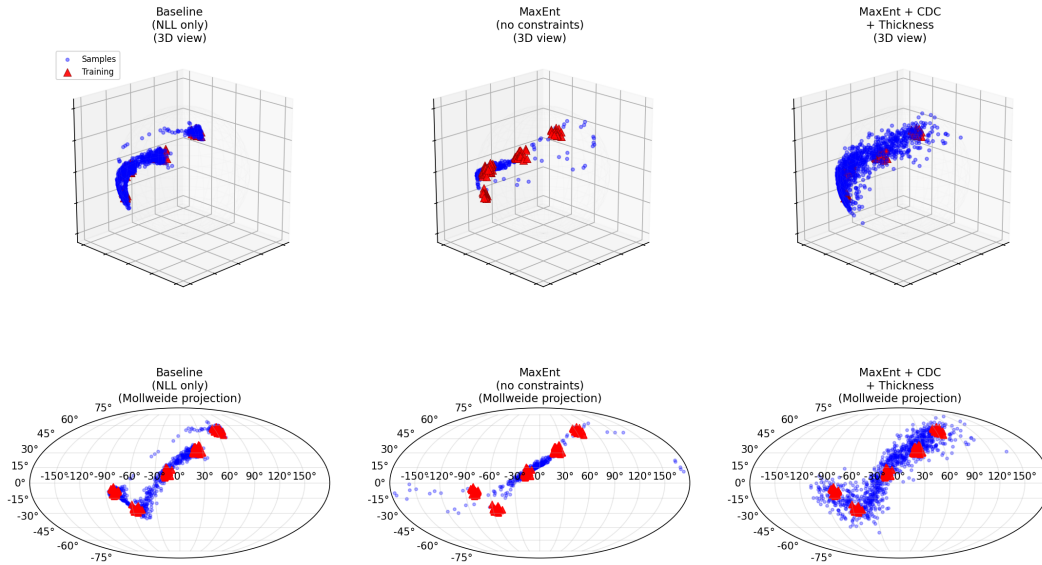 Baseline
(NLL only)
(3D view)
MaxEnt
(no constraints)
(3D view)
MaxEnt + CDC
+ Thickness
(3D view)
Samples
Training
Baseline
(NLL only)
(Mollweide projection)
75°
60°
45°
30°
15°
0°
-15°
-30°
-45°
-60°
-75°
-150°-120°-90°-60°-30° 0° 30° 60° 90° 120° 150°
MaxEnt
(no constraints)
(Mollweide projection)
75°
60°
45°
30°
15°
0°
-15°
-30°
-45°
-60°
-75°
-150°-120°-90°-60°-30° 0° 30° 60° 90° 120° 150°
MaxEnt + CDC
+ Thickness
(Mollweide projection)
75°
60°
45°
30°
15°
0°
-15°
-30°
-45°
-60°
-75°
-150°-120°-90°-60°-30° 0° 30° 60° 90° 120° 150°